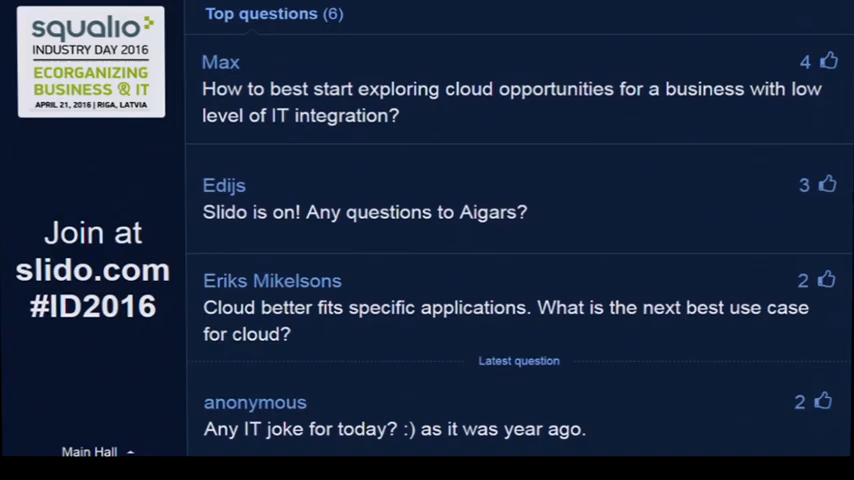 squalio
INDUSTRY DAY 2016
ECORGANIZING
BUSINESS @ IT
APRIL 21, 2016 | RIGA, LATVIA
Join at
slido.com
#ID2016
Main Hall
Top questions (6)
Max 4
How to best start exploring cloud opportunities for a business with low
level of IT integration?
Edijs 3
Slido is on! Any questions to Aigars?
Eriks Mikelsons 2
Cloud better fits specific applications. What is the next best use case
for cloud?
Latest question
anonymous 2
Any IT joke for today? :) as it was year ago.